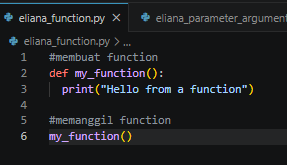 eliana_function.py X eliana_parameter_argument
eliana_function.py > ...
1 #membuat function
2 def my_function():
3   print("Hello from a function")
4
5 #memanggil function
6 my_function()